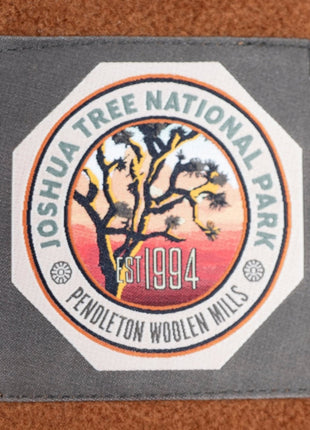 JOSHUA TREE NATIONAL PARK
EST 1994
PENDLETON WOOLEN MILLS